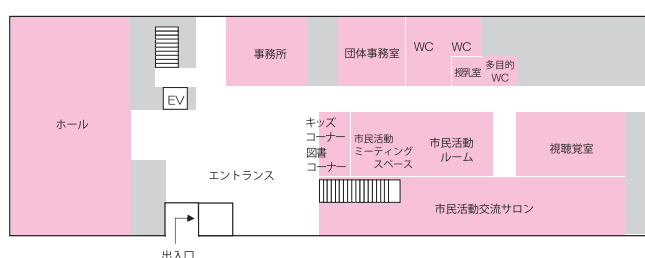 事務所
団体事務室
WC
WC
授乳室
多目的
WC
EV
ホール
キッズ
コーナー
図書
コーナー
市民活動
ミーティング
スペース
市民活動
ルーム
視聴覚室
エントランス
市民活動交流サロン
出入口